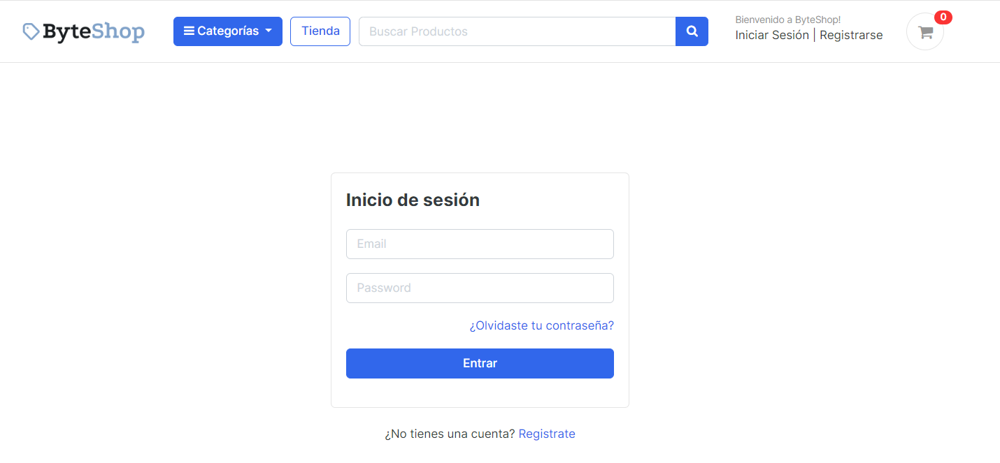 ByteShop
Categorías
Tienda
Buscar Productos
Bienvenido a ByteShop!
Iniciar Sesión | Registrarse
0
Inicio de sesión
Email
Password
¿Olvidaste tu contraseña?
Entrar
¿No tienes una cuenta? Registrate